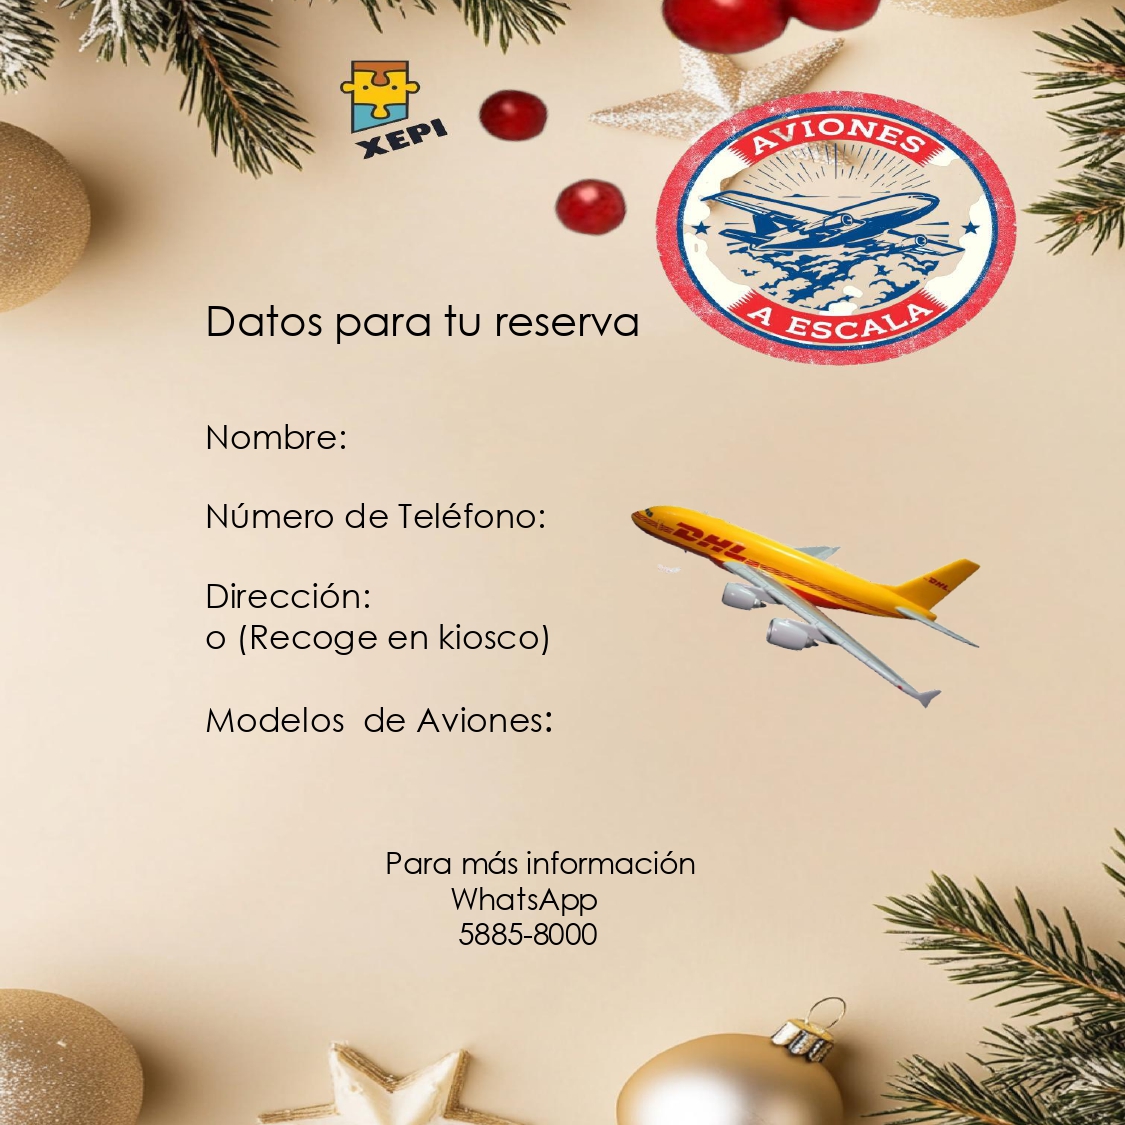 XEPI
AVIONES
A ESCALA
Datos para tu reserva
Nombre:
Número de Teléfono:
DHL
DHL
Dirección:
o (Recoge en kiosco)
Modelos de Aviones:
Para más información
WhatsApp
5885-8000